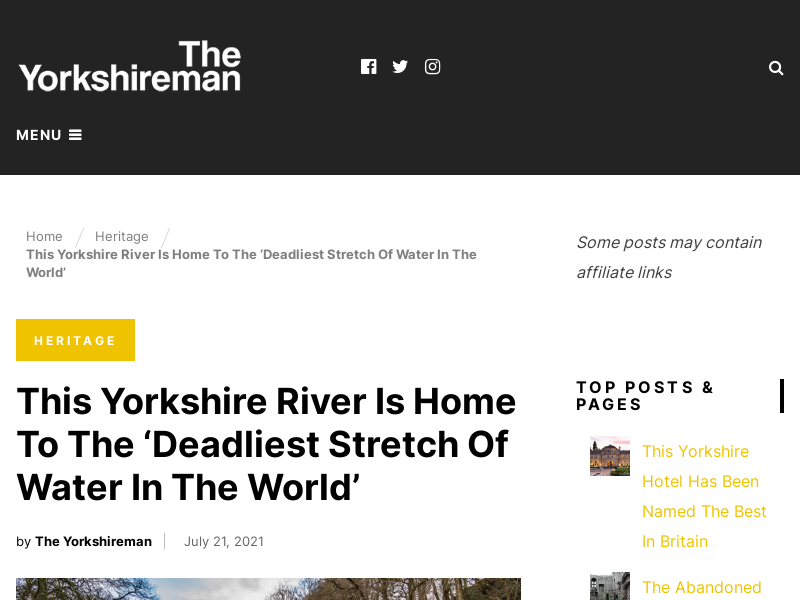 The
Yorkshireman
MENU
Home
Heritage
This Yorkshire River Is Home To The ‘Deadliest Stretch Of Water In The
World’
HERITAGE
This Yorkshire River Is Home
To The ‘Deadliest Stretch Of
Water In The World’
by The Yorkshireman
July 21, 2021
Some posts may contain
affiliate links
TOP POSTS &
PAGES
This Yorkshire
Hotel Has Been
Named The Best
In Britain
The Abandoned